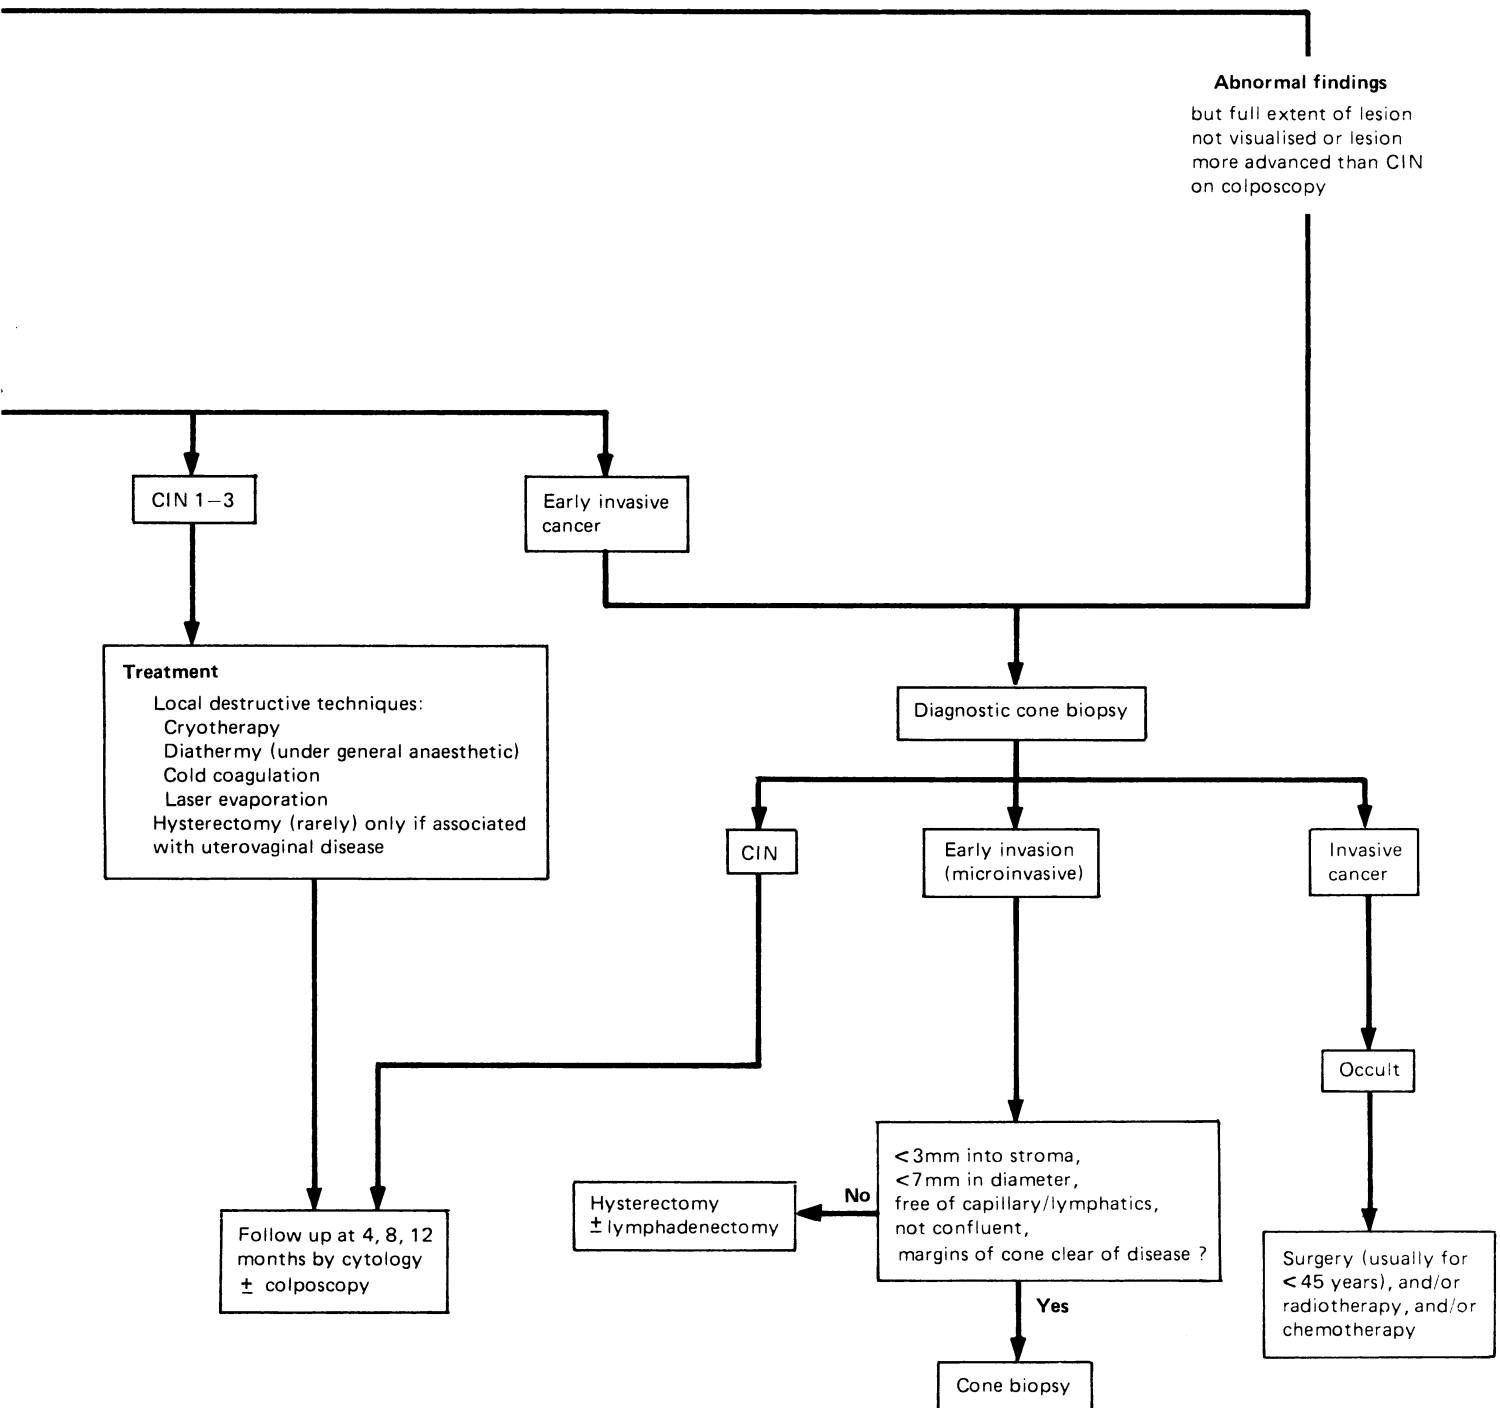 Abnormal findings
but full extent of lesion
not visualised or lesion
more advanced than CIN
on colposcopy
CIN 1–3
Early invasive
cancer
Treatment
Local destructive techniques:
Cryotherapy
Diathermy (under general anaesthetic)
Cold coagulation
Laser evaporation
Hysterectomy (rarely) only if associated
with uterovaginal disease
Diagnostic cone biopsy
CIN
Early invasion
(microinvasive)
Invasive
cancer
Occult
<3mm into stroma,
<7mm in diameter,
free of capillary/lymphatics,
not confluent,
margins of cone clear of disease ?
No
Hysterectomy
± lymphadenectomy
Follow up at 4, 8, 12
months by cytology
± colposcopy
Yes
Cone biopsy
Surgery (usually for
<45 years), and/or
radiotherapy, and/or
chemotherapy